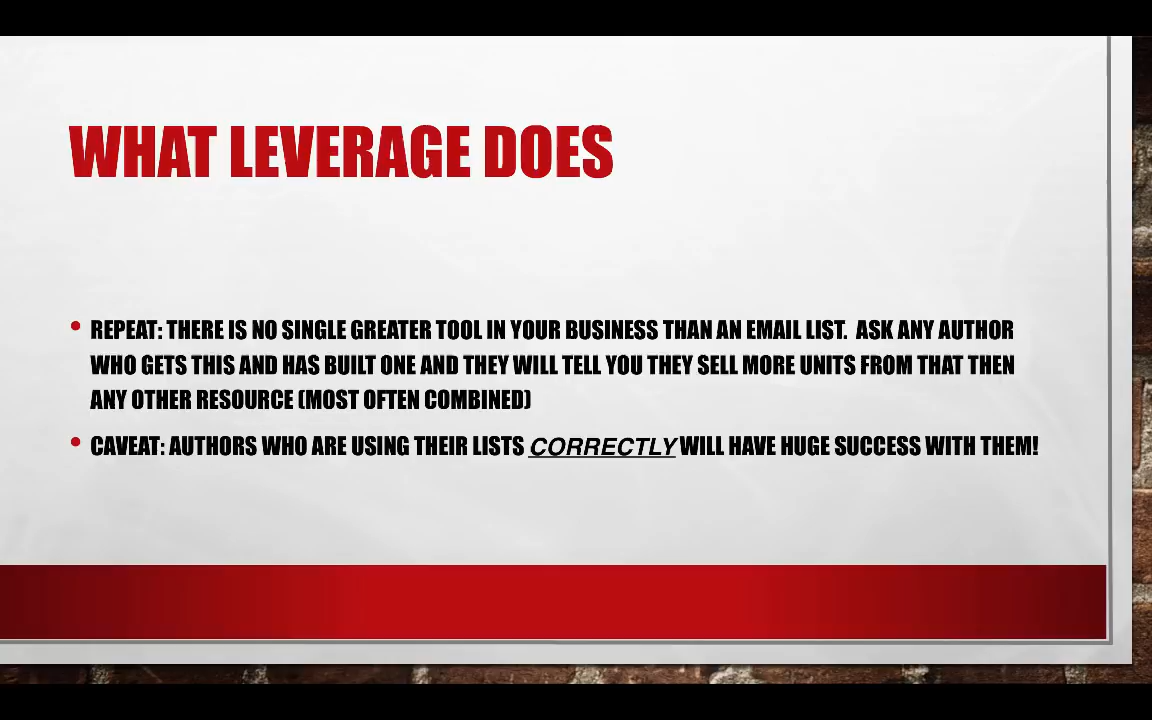 WHAT LEVERAGE DOES
• REPEAT: THERE IS NO SINGLE GREATER TOOL IN YOUR BUSINESS THAN AN EMAIL LIST.  ASK ANY AUTHOR
WHO GETS THIS AND HAS BUILT ONE AND THEY WILL TELL YOU THEY SELL MORE UNITS FROM THAT THEN
ANY OTHER RESOURCE (MOST OFTEN COMBINED)
• CAVEAT: AUTHORS WHO ARE USING THEIR LISTS CORRECTLY WILL HAVE HUGE SUCCESS WITH THEM!